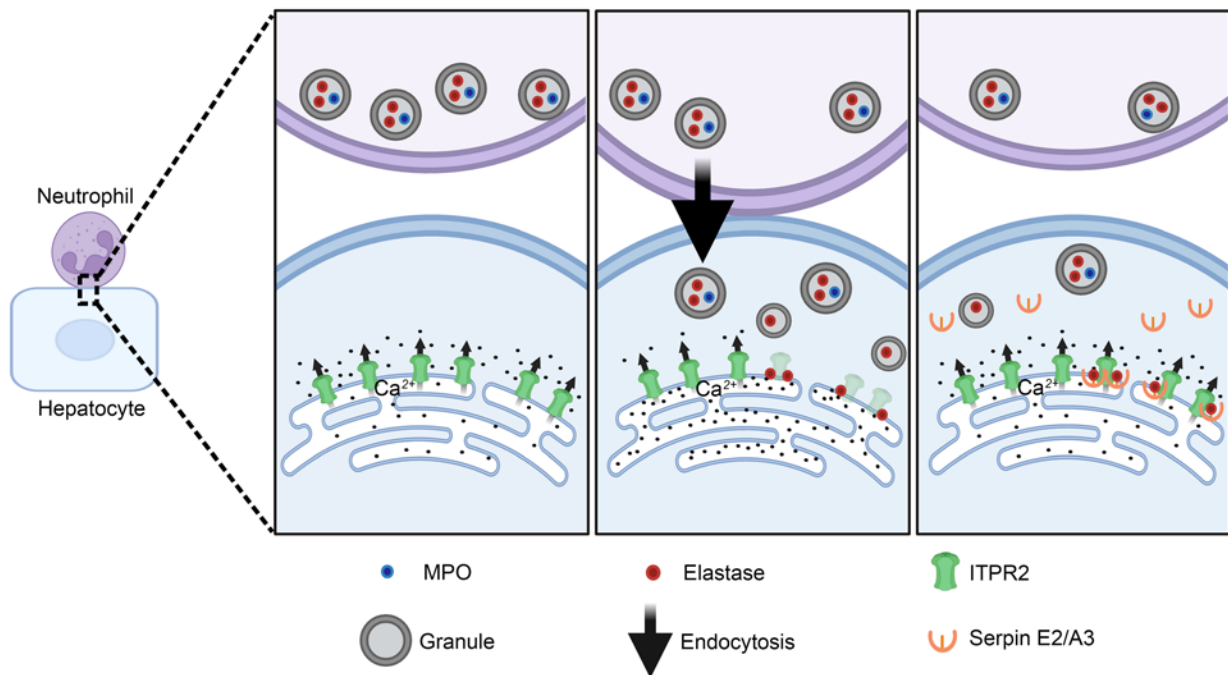 Neutrophil
Hepatocyte
Ca²⁺
Ca²⁺
Ca²⁺
MPO
Elastase
ITPR2
Granule
Endocytosis
Serpin E2/A3